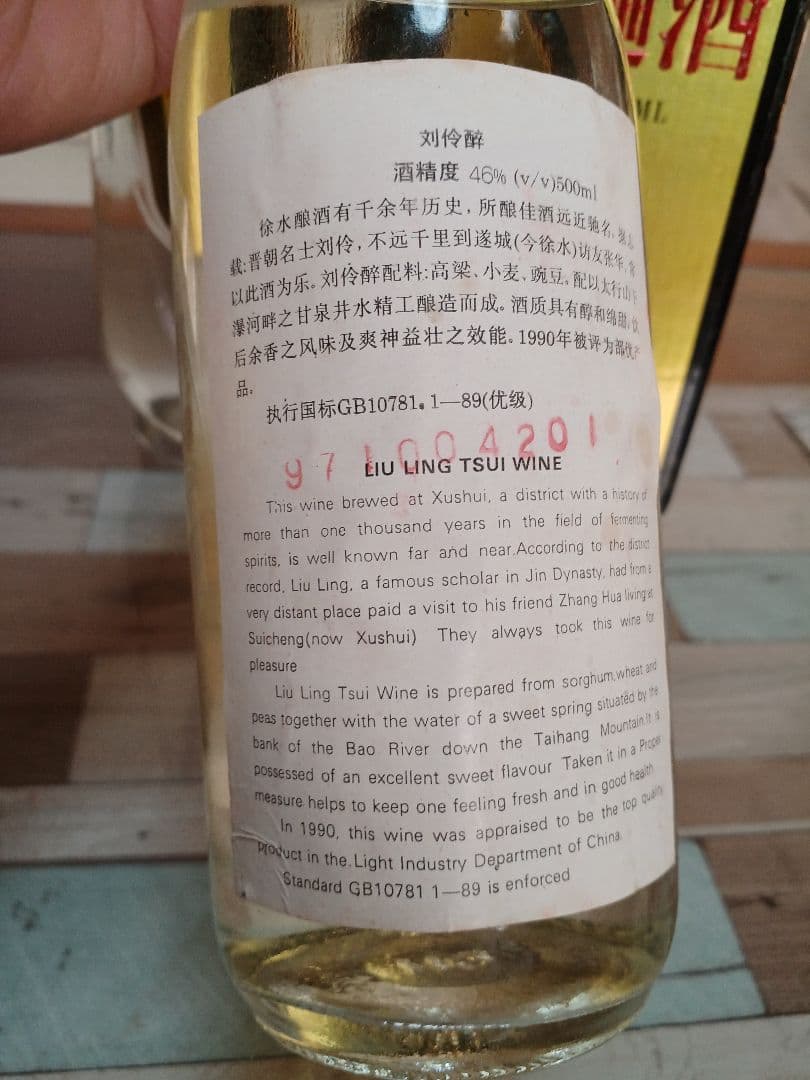 酒
ML
刘伶醉
酒精度 46% (v/v)500ml
徐水酿酒有千余年历史，所酿佳酒远近驰名，
载:晋朝名士刘伶，不远千里到遂城(今徐水)访友张华，
以此酒为乐。刘伶醉配料:高梁、小麦、豌豆。配以太行山下
瀑河畔之甘泉井水精工酿造而成。酒质具有醇和绵甜，饮
后余香之风味及爽神益壮之效能。1990年被评为部优产
品。
执行国标GB10781.1—89(优级)
971004201
LIU LING TSUI WINE
This wine brewed at Xushui, a district with a history of
more than one thousand years in the field of fermenting
spirits, is well known far and near.According to the district
record, Liu Ling, a famous scholar in Jin Dynasty, had from a
very distant place paid a visit to his friend Zhang Hua living at
Suicheng(now Xushui) They always took this wine for
pleasure
Liu Ling Tsui Wine is prepared from sorghum,wheat and
peas together with the water of a sweet spring situated by the
bank of the Bao River down the Taihang Mountain.It is
possessed of an excellent sweet flavour Taken it in a Proper
measure helps to keep one feeling fresh and in good health
In 1990, this wine was appraised to be the top quality
product in the.Light Industry Department of China.
Standard GB10781 1—89 is enforced